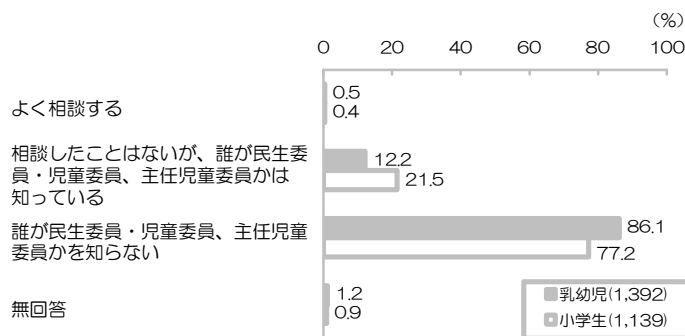 (%)
0 20 40 60 80 100
よく相談する
0.5
0.4
相談したことはないが、誰が民生委
員・児童委員、主任児童委員かは
知っている
12.2
21.5
誰が民生委員・児童委員、主任児童
委員かを知らない
86.1
77.2
無回答
1.2
0.9
乳幼児(1,392)
小学生(1,139)